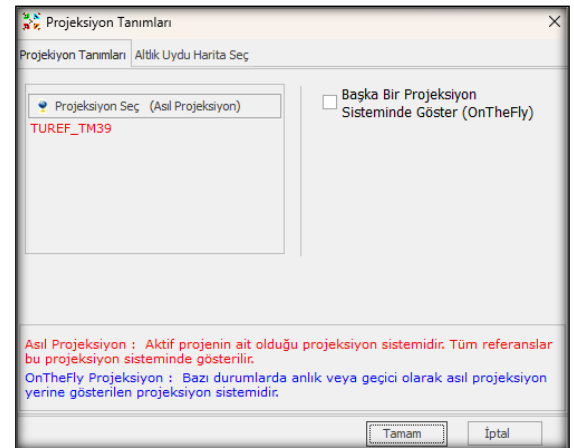 Projeksiyon Tanımları
Projekiyon Tanımları Altlık Uydu Harita Seç
Projeksiyon Seç (Asıl Projeksiyon)
TUREF_TM39
Başka Bir Projeksiyon
Sisteminde Göster (OnTheFly)
Asıl Projeksiyon : Aktif projenin ait olduğu projeksiyon sistemidir. Tüm referanslar
bu projeksiyon sisteminde gösterilir.
OnTheFly Projeksiyon : Bazı durumlarda anlık veya geçici olarak asıl projeksiyon
yerine gösterilen projeksiyon sistemidir.
Tamam İptal